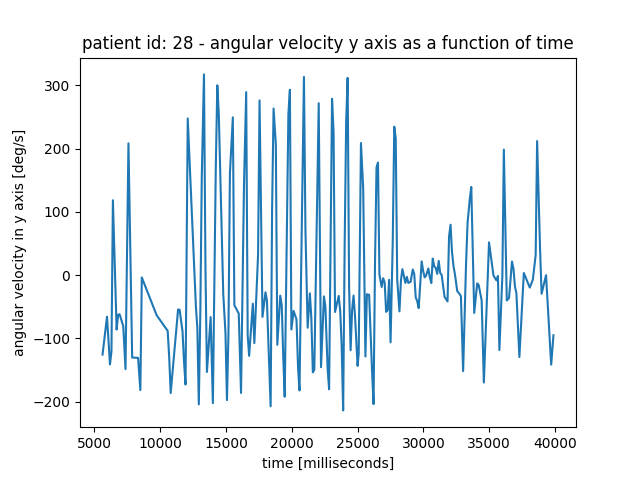 patient id: 28 - angular velocity y axis as a function of time
300
200
100
0
−100
−200
angular velocity in y axis [deg/s]
5000 10000 15000 20000 25000 30000 35000 40000
time [milliseconds]